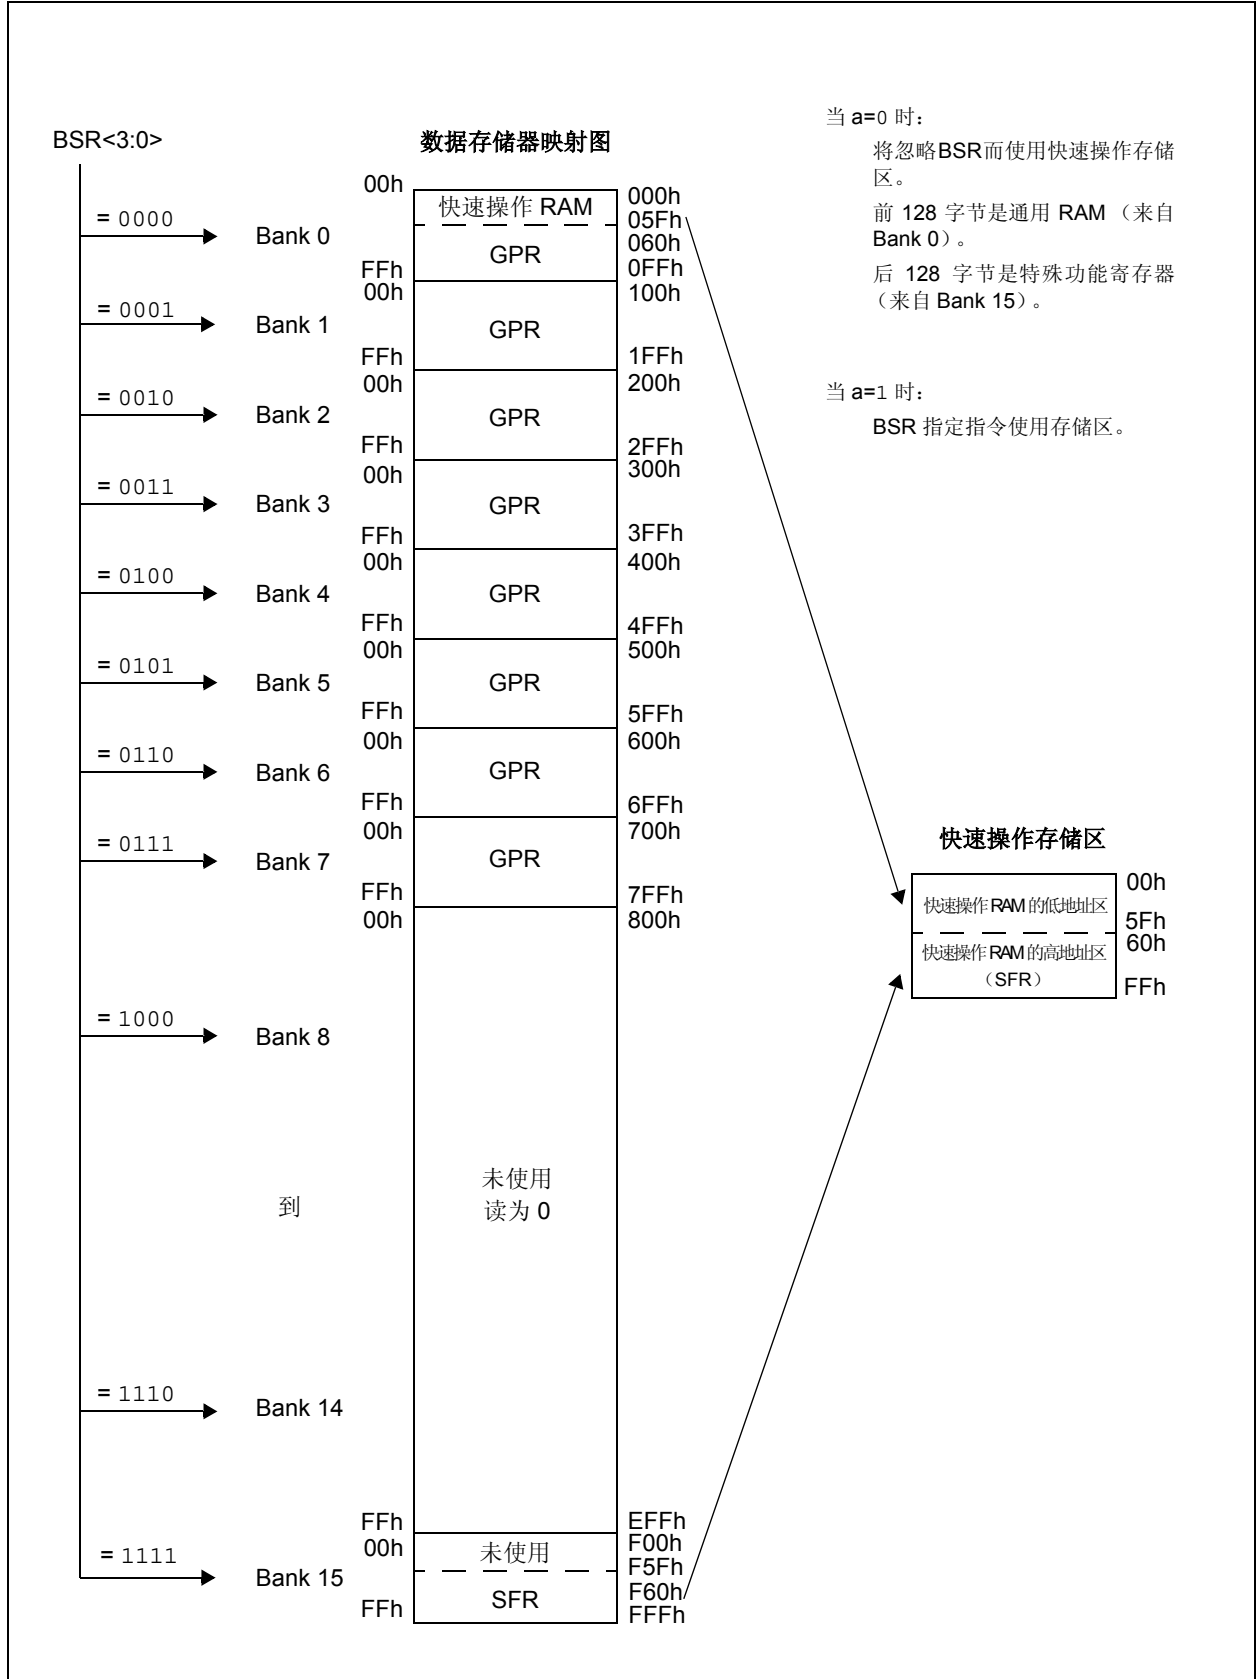 BSR<3:0>
数据存储器映射图
= 0000
Bank 0
00h
快速操作 RAM
000h
05Fh
060h
GPR
FFh
0FFh
= 0001
Bank 1
00h
100h
GPR
FFh
1FFh
= 0010
Bank 2
00h
200h
GPR
FFh
2FFh
= 0011
Bank 3
00h
300h
GPR
FFh
3FFh
= 0100
Bank 4
00h
400h
GPR
FFh
4FFh
= 0101
Bank 5
00h
500h
GPR
FFh
5FFh
= 0110
Bank 6
00h
600h
GPR
FFh
6FFh
= 0111
Bank 7
00h
700h
GPR
FFh
7FFh
00h
800h
= 1000
Bank 8
到
未使用
读为 0
= 1110
Bank 14
FFh
EFFh
= 1111
Bank 15
00h
F00h
未使用
F5Fh
F60h
SFR
FFh
FFFh
当 a=0 时：
将忽略BSR而使用快速操作存储
区。
前 128 字节是通用 RAM （来自
Bank 0）。
后 128 字节是特殊功能寄存器
（来自 Bank 15）。
当 a=1 时：
BSR 指定指令使用存储区。
快速操作存储区
00h
快速操作 RAM 的低地址区
5Fh
60h
快速操作 RAM 的高地址区
（SFR）
FFh